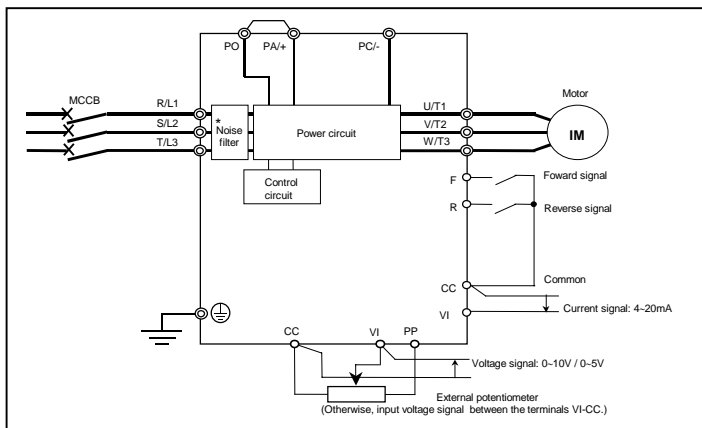 PO PA/+ PC/-
MCCB
R/L1
S/L2
T/L3
*
Noise
filter
Power circuit
Control
circuit
U/T1
V/T2
W/T3
Motor
IM
F
Foward signal
R
Reverse signal
Common
CC
Current signal: 4~20mA
VI
CC VI PP
Voltage signal: 0~10V / 0~5V
External potentiometer
(Otherwise, input voltage signal between the terminals VI-CC.)